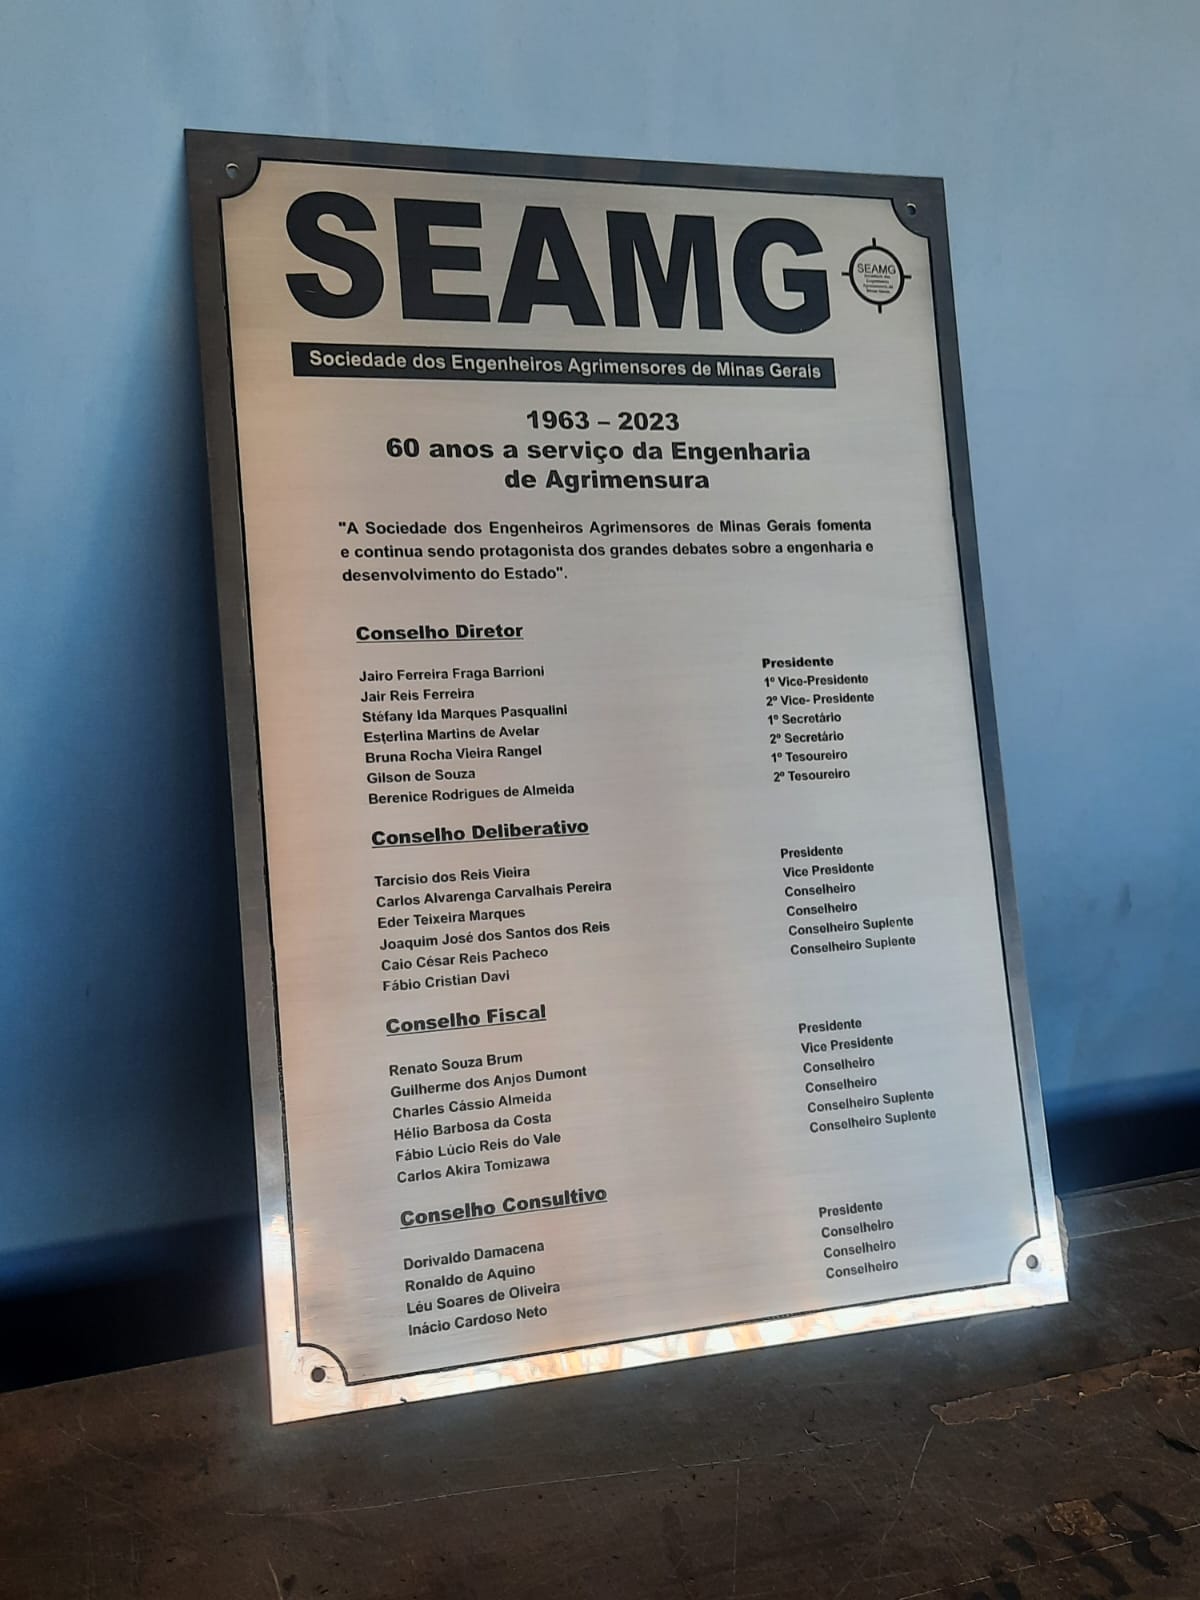 SEAMG
SEAMG
Sociedade dos Engenheiros Agrimensores de Minas Gerais
1963 – 2023
60 anos a serviço da Engenharia
de Agrimensura
"A Sociedade dos Engenheiros Agrimensores de Minas Gerais fomenta
e continua sendo protagonista dos grandes debates sobre a engenharia e
desenvolvimento do Estado".
Conselho Diretor
Jairo Ferreira Fraga Barrioni Presidente
Jair Reis Ferreira 1º Vice-Presidente
Stéfany Ida Marques Pasqualini 2º Vice- Presidente
Esterlina Martins de Avelar 1º Secretário
Bruna Rocha Vieira Rangel 2º Secretário
Gilson de Souza 1º Tesoureiro
Berenice Rodrigues de Almeida 2º Tesoureiro
Conselho Deliberativo
Tarcísio dos Reis Vieira Presidente
Carlos Alvarenga Carvalhais Pereira Vice Presidente
Eder Teixeira Marques Conselheiro
Joaquim José dos Santos dos Reis Conselheiro
Caio César Reis Pacheco Conselheiro Suplente
Fábio Cristian Davi Conselheiro Suplente
Conselho Fiscal
Renato Souza Brum Presidente
Guilherme dos Anjos Dumont Vice Presidente
Charles Cássio Almeida Conselheiro
Hélio Barbosa da Costa Conselheiro
Fábio Lúcio Reis do Vale Conselheiro Suplente
Carlos Akira Tomizawa Conselheiro Suplente
Conselho Consultivo
Dorivaldo Damacena Presidente
Ronaldo de Aquino Conselheiro
Léu Soares de Oliveira Conselheiro
Inácio Cardoso Neto Conselheiro